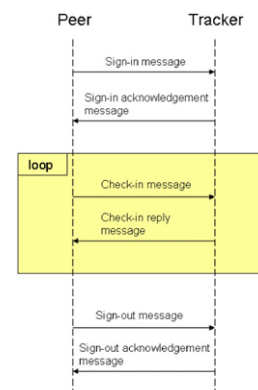 Peer Tracker
Sign-in message
Sign-in acknowledgement
message
loop
Check-in message
Check-in reply
message
Sign-out message
Sign-out acknowledgement
message